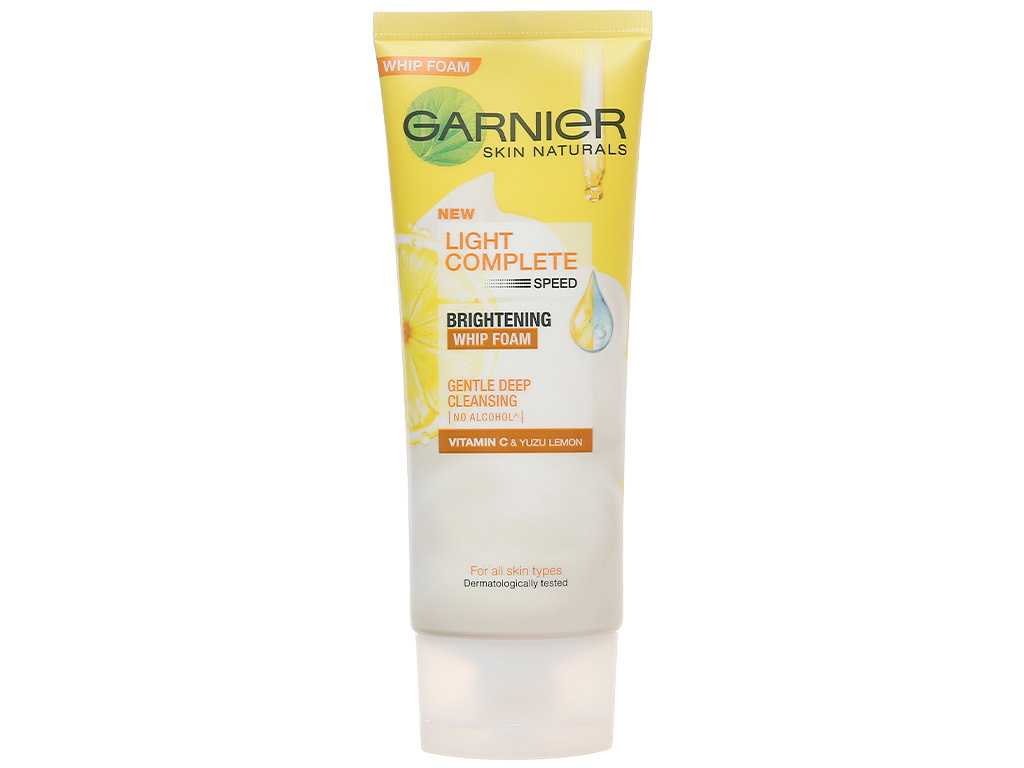 WHIP FOAM
GARNIER
SKIN NATURALS
NEW
LIGHT
COMPLETE
SPEED
BRIGHTENING
WHIP FOAM
GENTLE DEEP
CLEANSING
|NO ALCOHOL^|
VITAMIN C & YUZU LEMON
For all skin types
Dermatologically tested